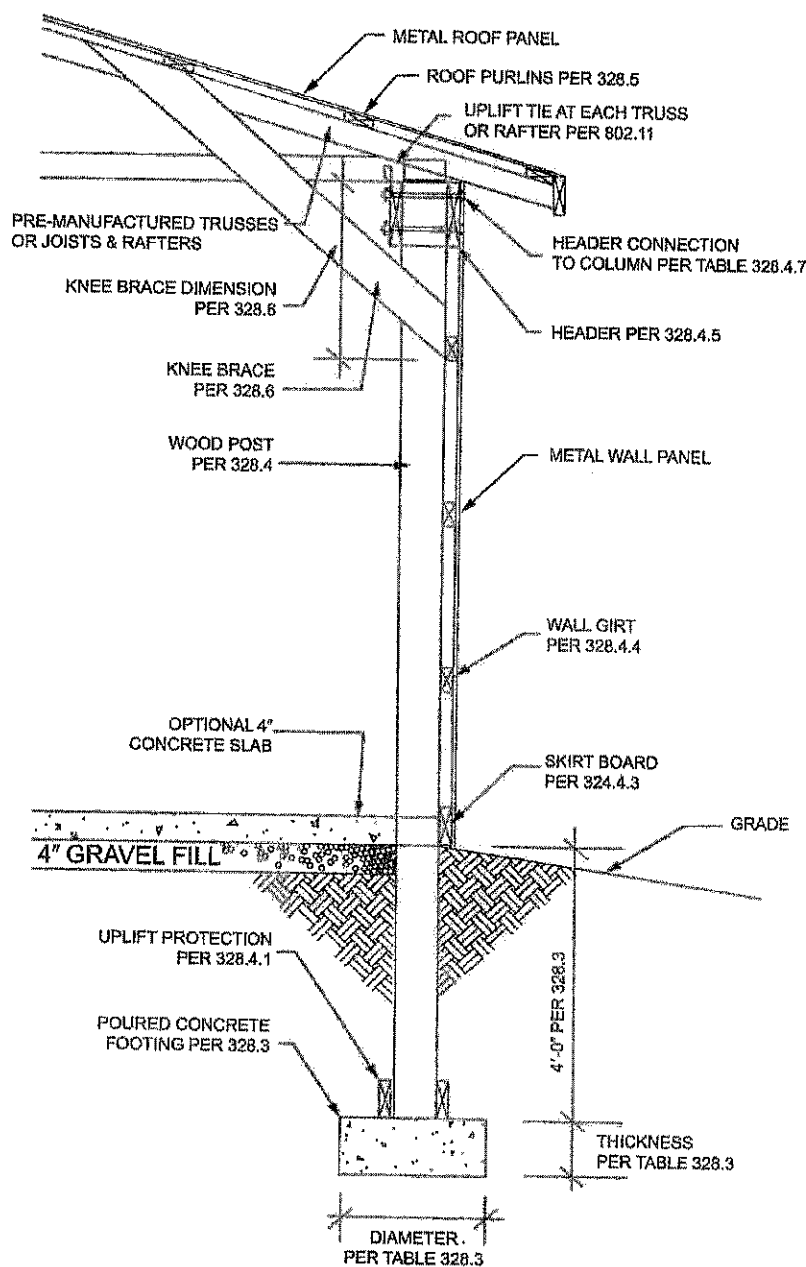 METAL ROOF PANEL
ROOF PURLINS PER 328.5
UPLIFT TIE AT EACH TRUSS
OR RAFTER PER 802.11
PRE-MANUFACTURED TRUSSES
OR JOISTS & RAFTERS
HEADER CONNECTION
TO COLUMN PER TABLE 328.4.7
KNEE BRACE DIMENSION
PER 328.6
HEADER PER 328.4.5
KNEE BRACE
PER 328.6
WOOD POST
PER 328.4
METAL WALL PANEL
WALL GIRT
PER 328.4.4
OPTIONAL 4"
CONCRETE SLAB
SKIRT BOARD
PER 324.4.3
GRADE
4" GRAVEL FILL
UPLIFT PROTECTION
PER 328.4.1
4'-0" PER 328.3
POURED CONCRETE
FOOTING PER 328.3
THICKNESS
PER TABLE 328.3
DIAMETER.
PER TABLE 328.3